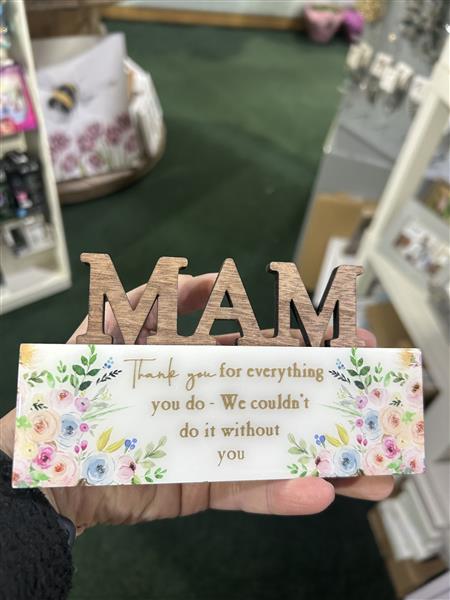 MAM
Thank you for everything
you do - We couldn't
do it without
you